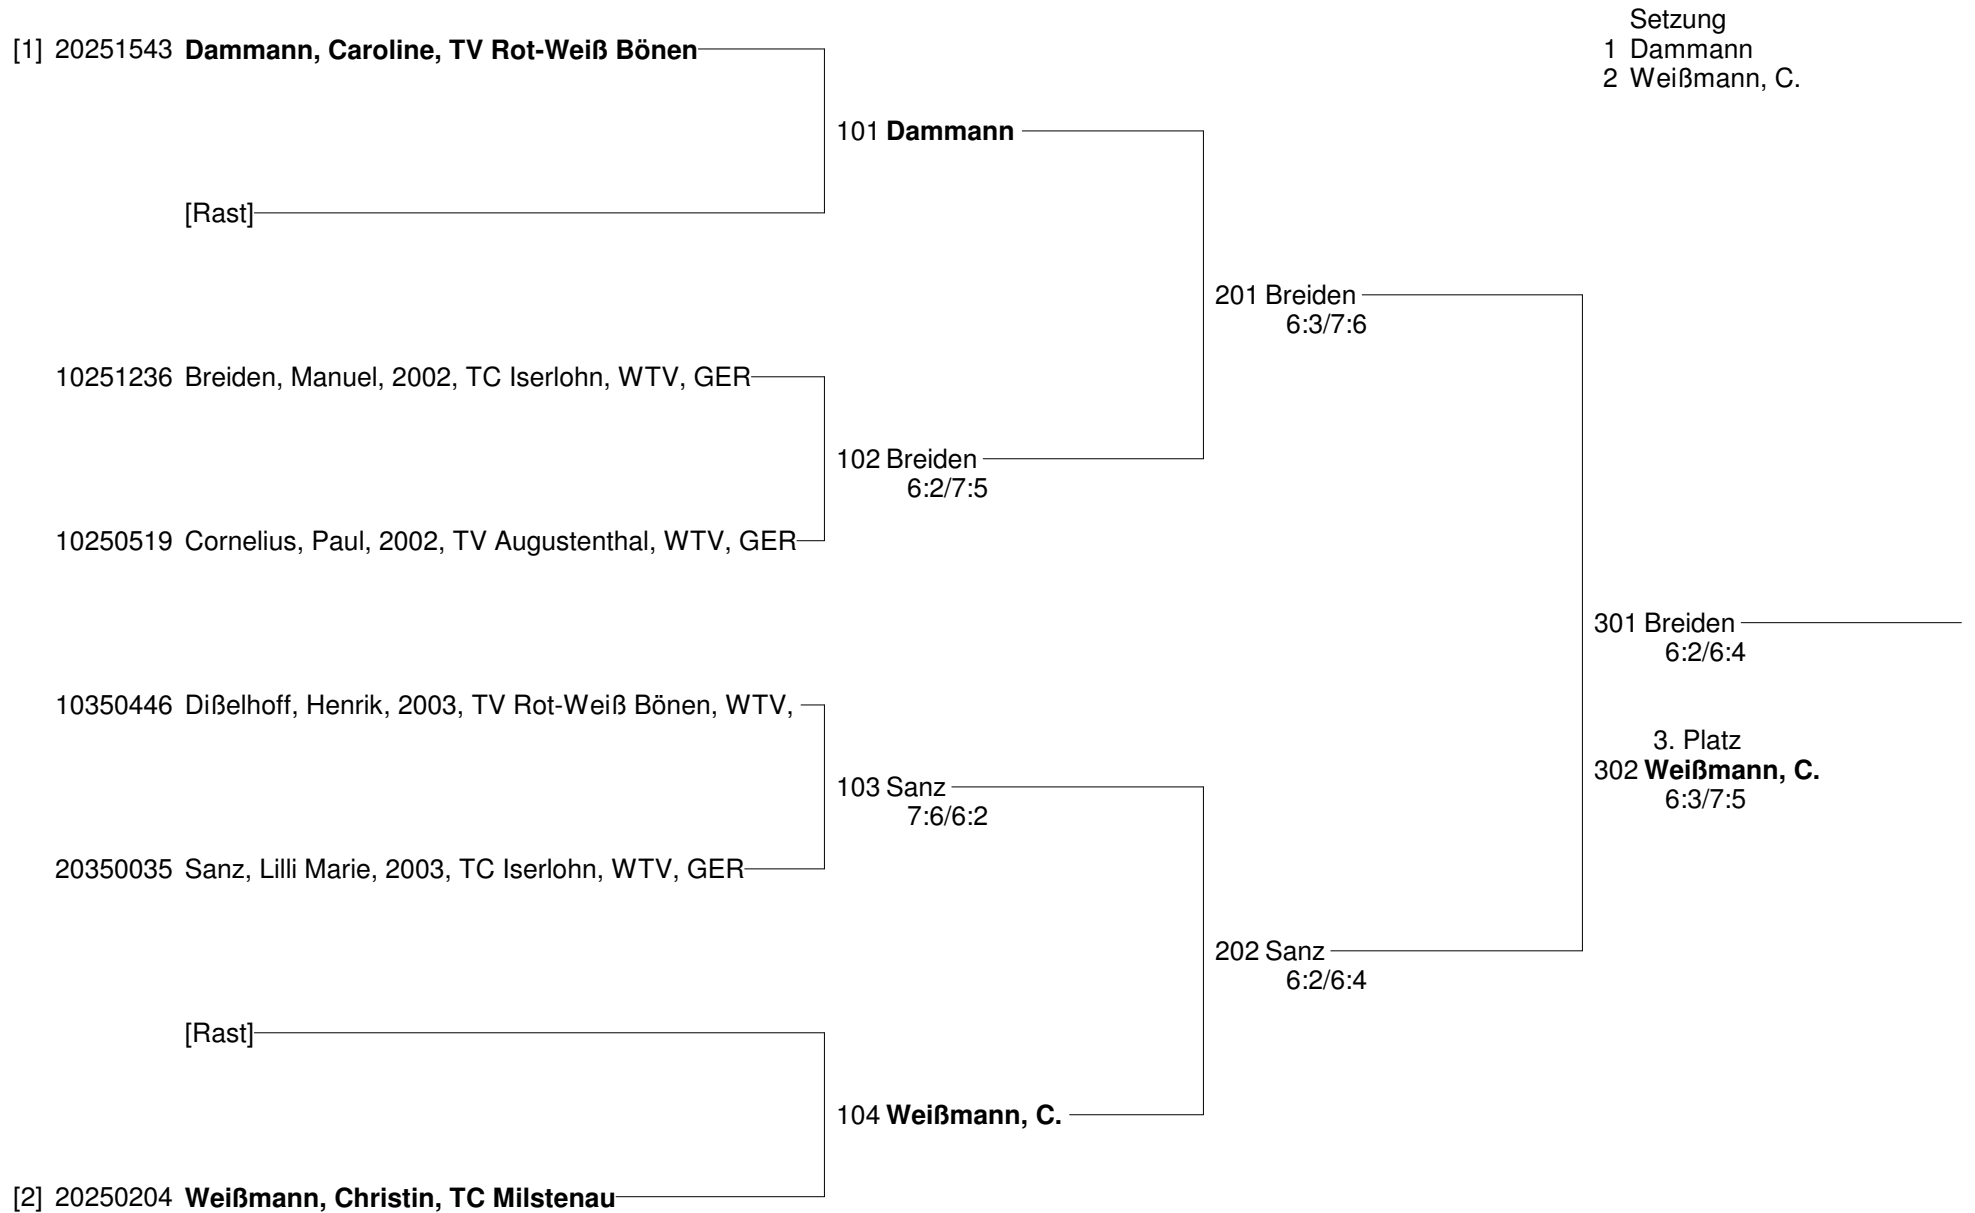 Setzung
1 Dammann
2 Weißmann, C.
[1] 20251543 Dammann, Caroline, TV Rot-Weiß Bönen
101 Dammann
[Rast]
201 Breiden
6:3/7:6
10251236 Breiden, Manuel, 2002, TC Iserlohn, WTV, GER
102 Breiden
6:2/7:5
10250519 Cornelius, Paul, 2002, TV Augustenthal, WTV, GER
301 Breiden
6:2/6:4
10350446 Dißelhoff, Henrik, 2003, TV Rot-Weiß Bönen, WTV,
3. Platz
302 Weißmann, C.
6:3/7:5
103 Sanz
7:6/6:2
20350035 Sanz, Lilli Marie, 2003, TC Iserlohn, WTV, GER
202 Sanz
6:2/6:4
[Rast]
104 Weißmann, C.
[2] 20250204 Weißmann, Christin, TC Milstenau